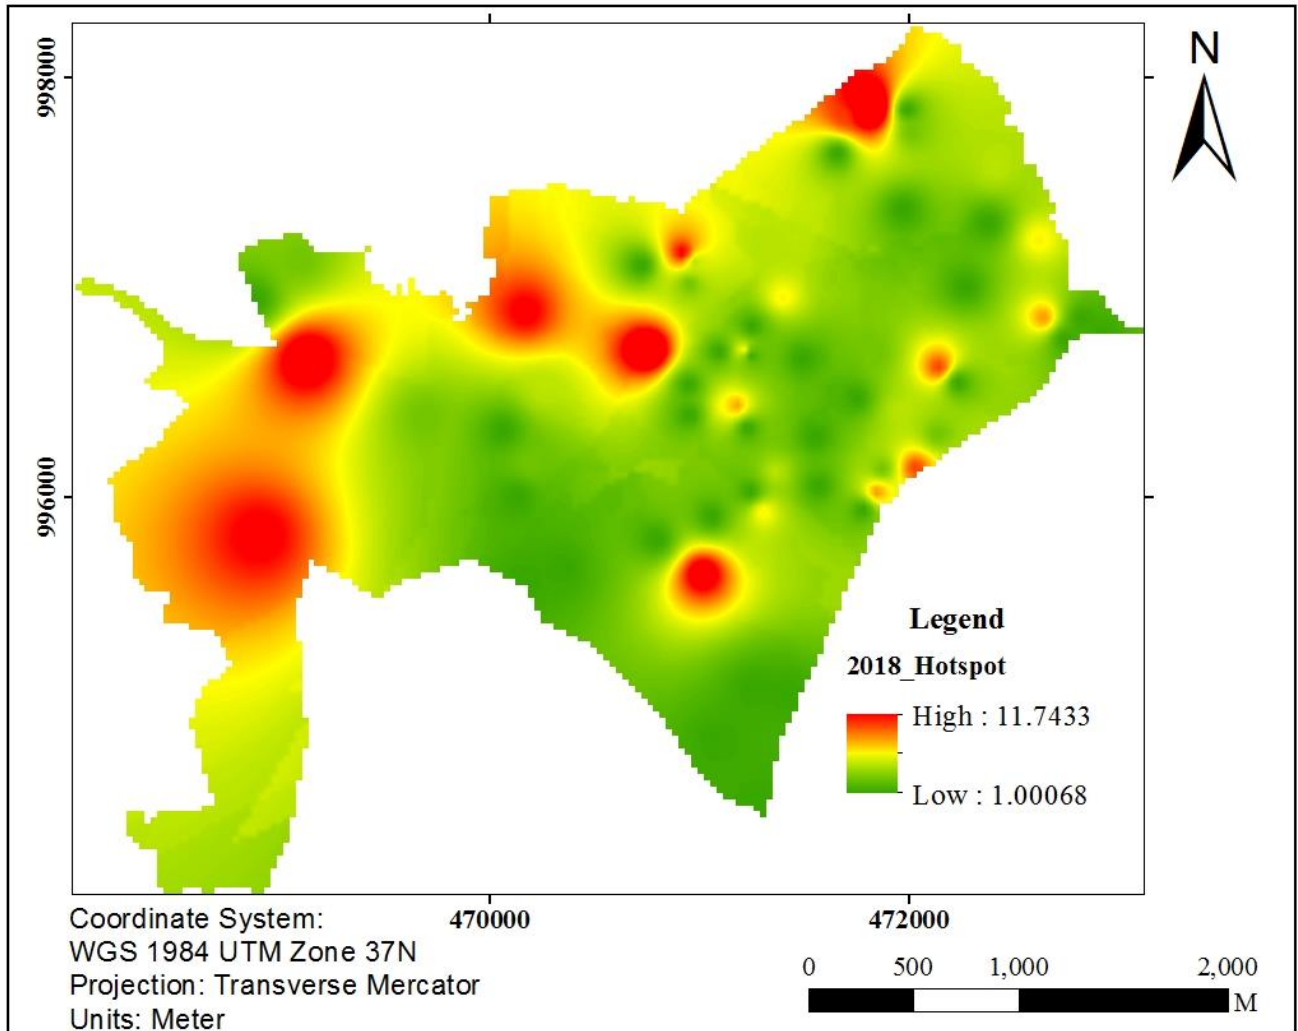 N
998000
996000
Legend
2018_Hotspot
High : 11.7433
Low : 1.00068
470000
472000
Coordinate System:
WGS 1984 UTM Zone 37N
Projection: Transverse Mercator
Units: Meter
0 500 1,000 2,000
M